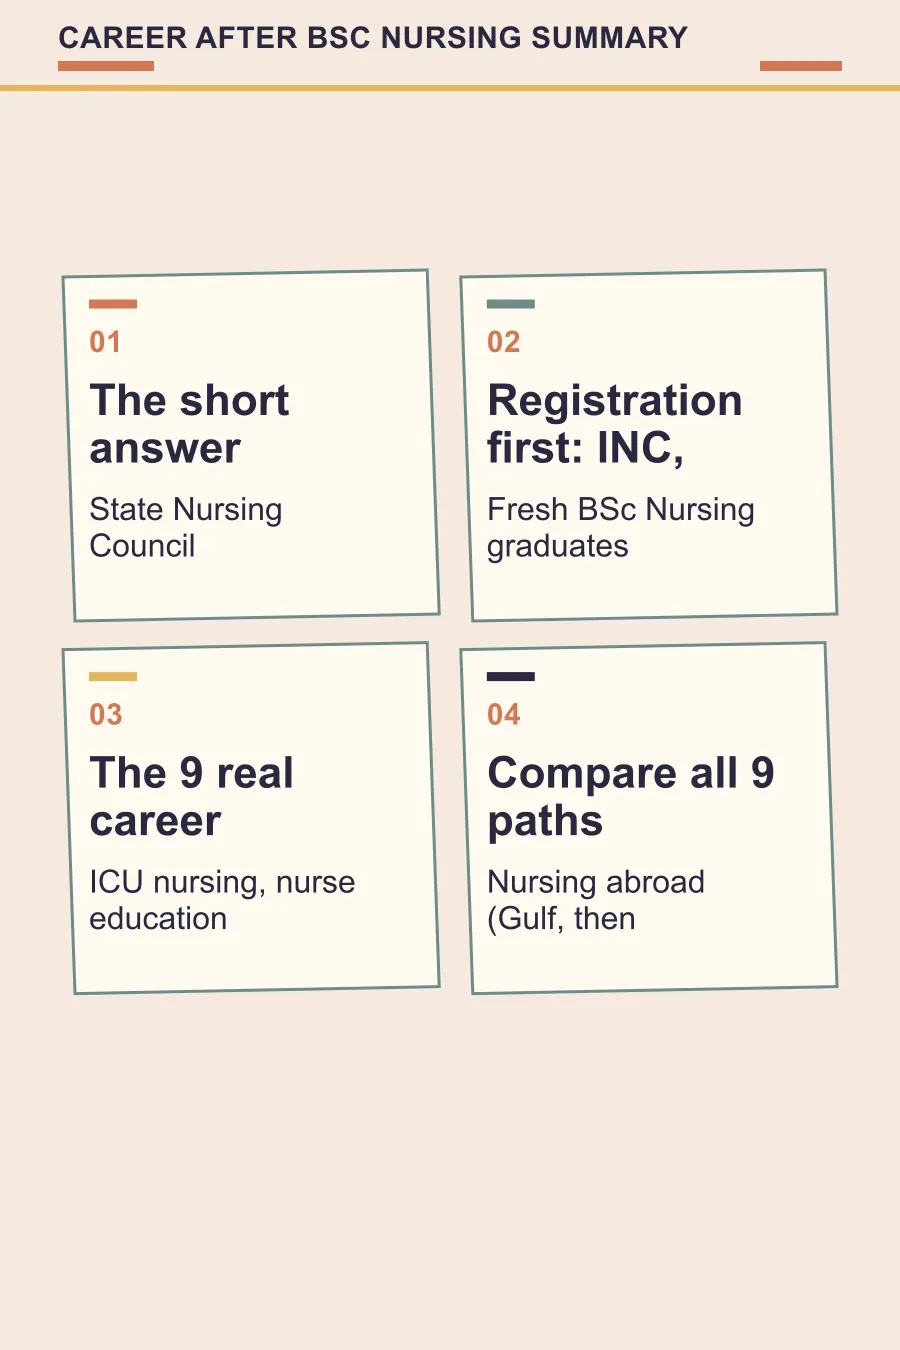 CAREER AFTER BSC NURSING SUMMARY
01
The short
answer
State Nursing
Council
02
Registration
first: INC,
Fresh BSc Nursing
graduates
03
The 9 real
career
ICU nursing, nurse
education
04
Compare all 9
paths
Nursing abroad
(Gulf, then